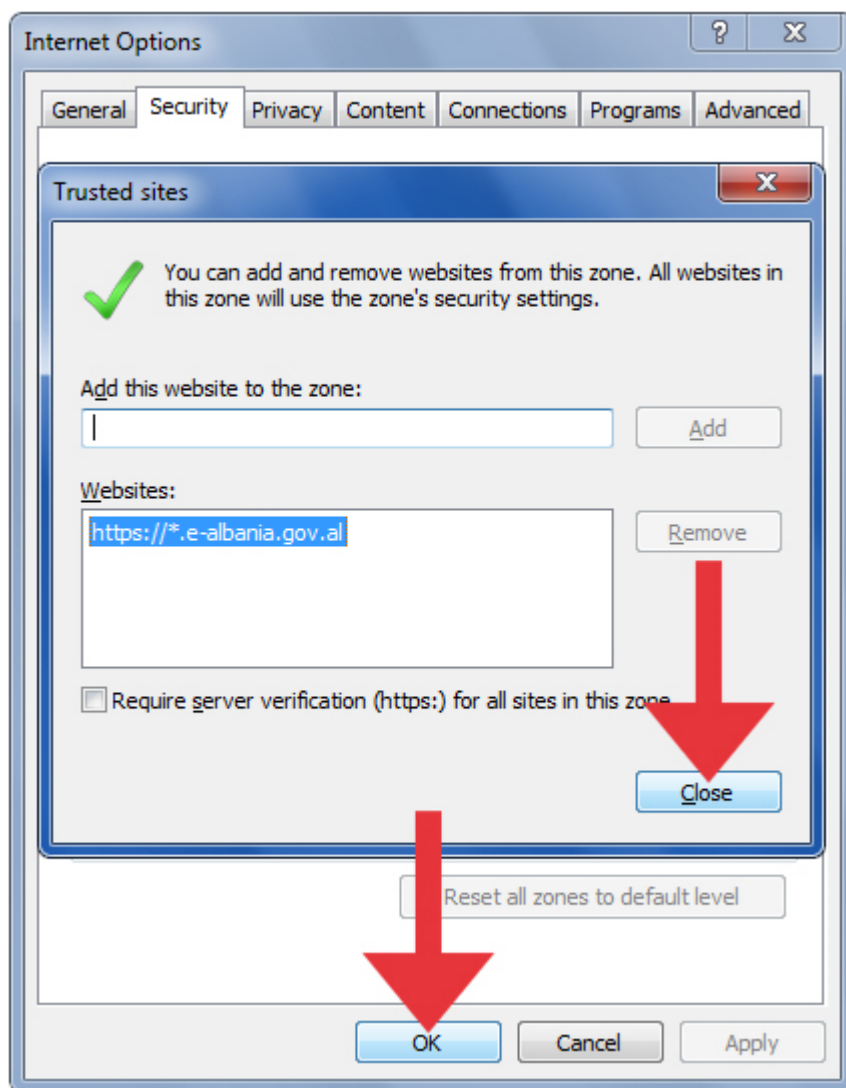 Internet Options
General Security Privacy Content Connections Programs Advanced
Trusted sites
You can add and remove websites from this zone. All websites in
this zone will use the zone's security settings.
Add this website to the zone:
Add
Websites:
https://*.e-albania.gov.al
Remove
Require server verification (https:) for all sites in this zone
Close
Reset all zones to default level
OK Cancel Apply